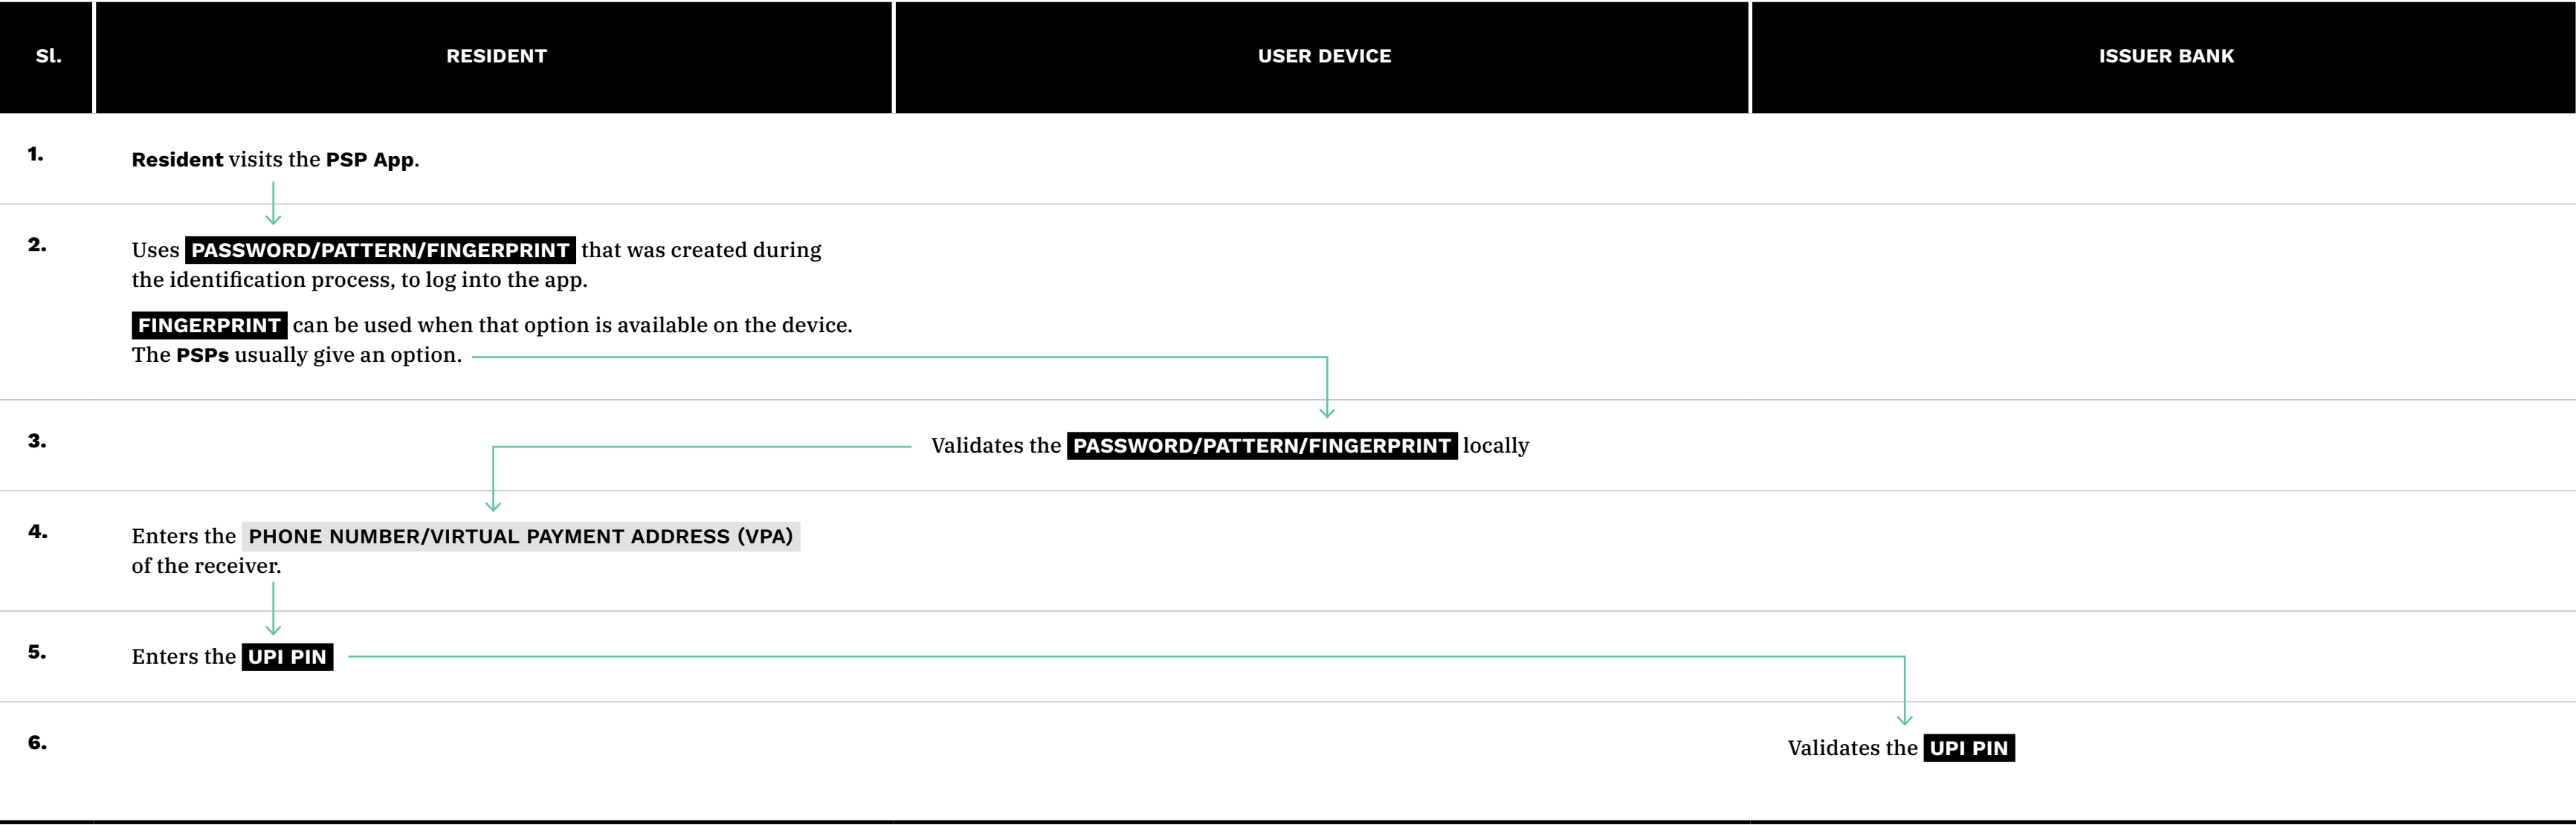 Sl. RESIDENT USER DEVICE ISSUER BANK
1. Resident visits the PSP App.
2. Uses PASSWORD/PATTERN/FINGERPRINT that was created during
the identification process, to log into the app.
FINGERPRINT can be used when that option is available on the device.
The PSPs usually give an option.
3. Validates the PASSWORD/PATTERN/FINGERPRINT locally
4. Enters the PHONE NUMBER/VIRTUAL PAYMENT ADDRESS (VPA)
of the receiver.
5. Enters the UPI PIN
6. Validates the UPI PIN